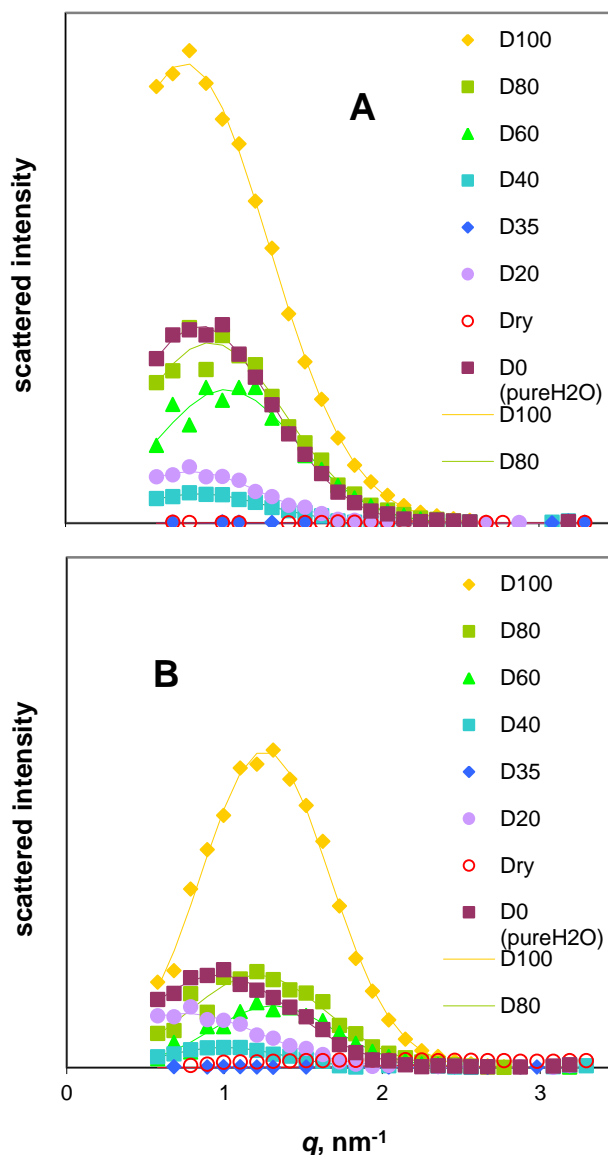 A
scattered intensity
D100
D80
D60
D40
D35
D20
Dry
D0
(pureH2O)
D100
D80
B
scattered intensity
D100
D80
D60
D40
D35
D20
Dry
D0
(pureH2O)
D100
D80
0 1 2 3
q, nm-1